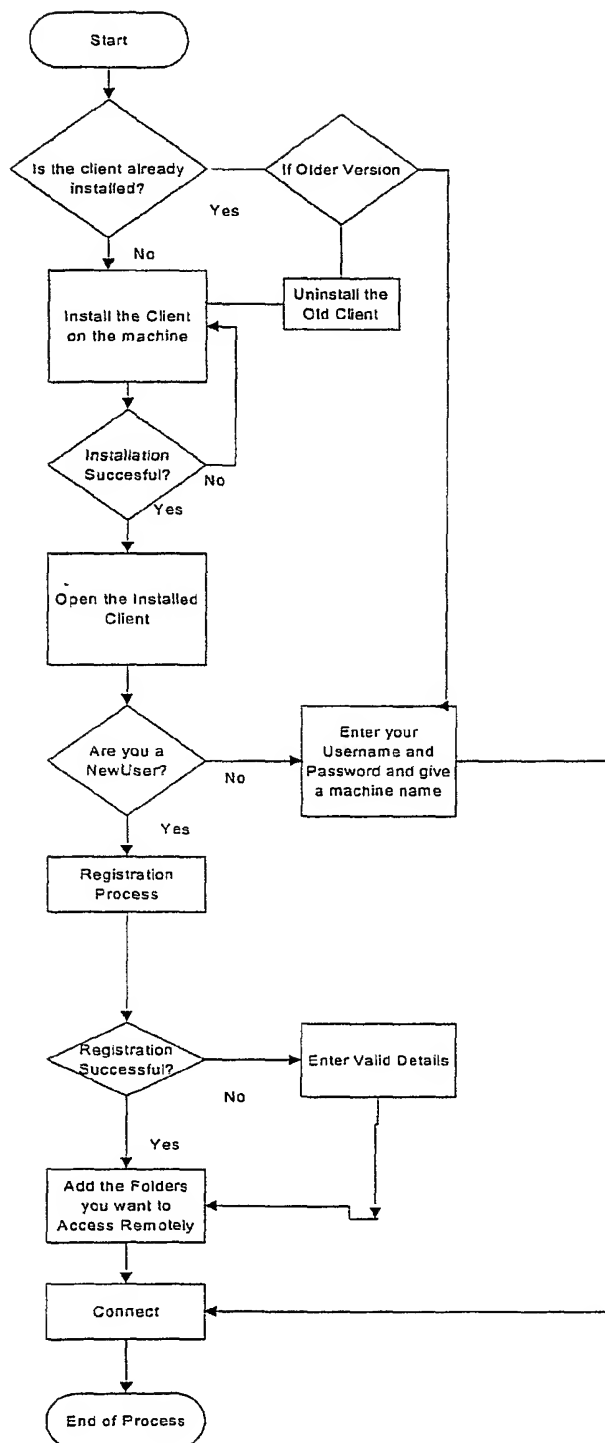 Start
Is the client already
installed?
If Older Version
Yes
No
Install the Client
on the machine
Uninstall the
Old Client
Installation
Succesful?
No
Yes
Open the Installed
Client
Are you a
NewUser?
No
Enter your
Username and
Password and give
a machine name
Yes
Registration
Process
Registration
Successful?
Enter Valid Details
No
Yes
Add the Folders
you want to
Access Remotely
Connect
End of Process